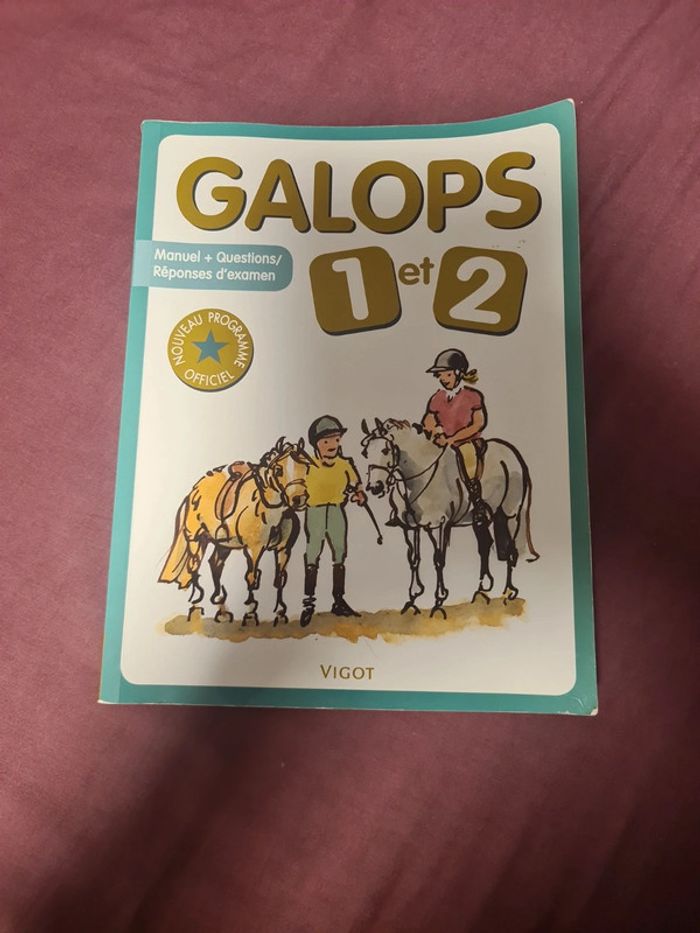 GALOPS
1 et 2
Manuel + Questions/
Réponses d'examen
NOUVEAU PROGRAMME
OFFICIEL
VIGOT